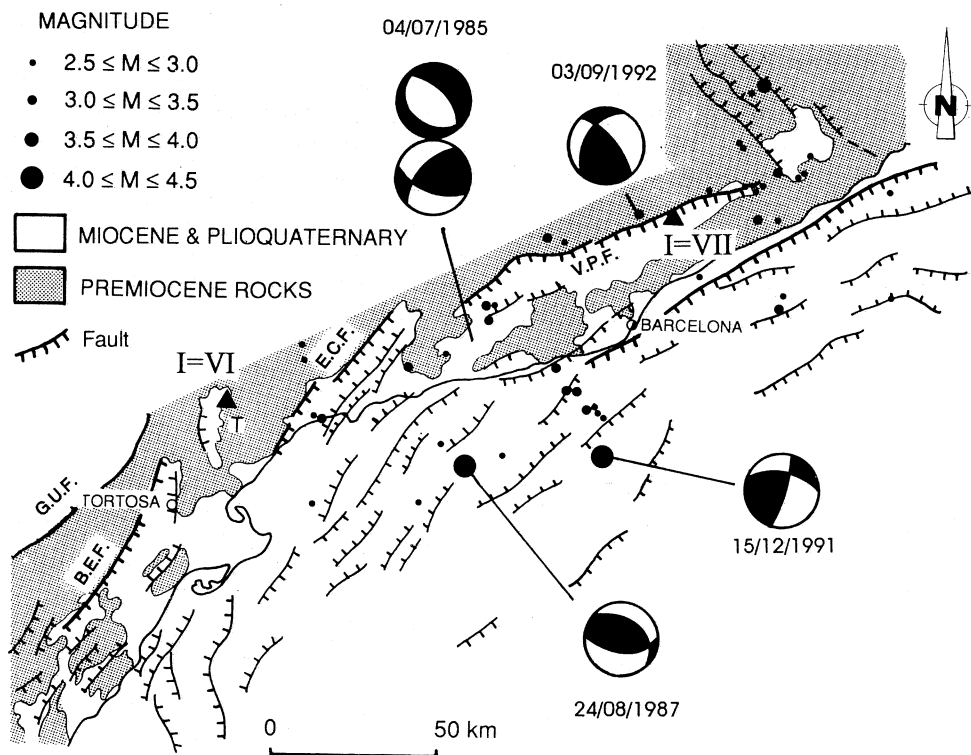 MAGNITUDE
2.5 ≤ M ≤ 3.0
3.0 ≤ M ≤ 3.5
3.5 ≤ M ≤ 4.0
4.0 ≤ M ≤ 4.5
MIOCENE & PLIOQUATERNARY
PREMIOCENE ROCKS
Fault
04/07/1985
03/09/1992
N
I=VII
V.P.F.
BARCELONA
E.C.F.
I=VI
T
G.U.F.
TORTOSA
B.E.F.
15/12/1991
24/08/1987
0 50 km